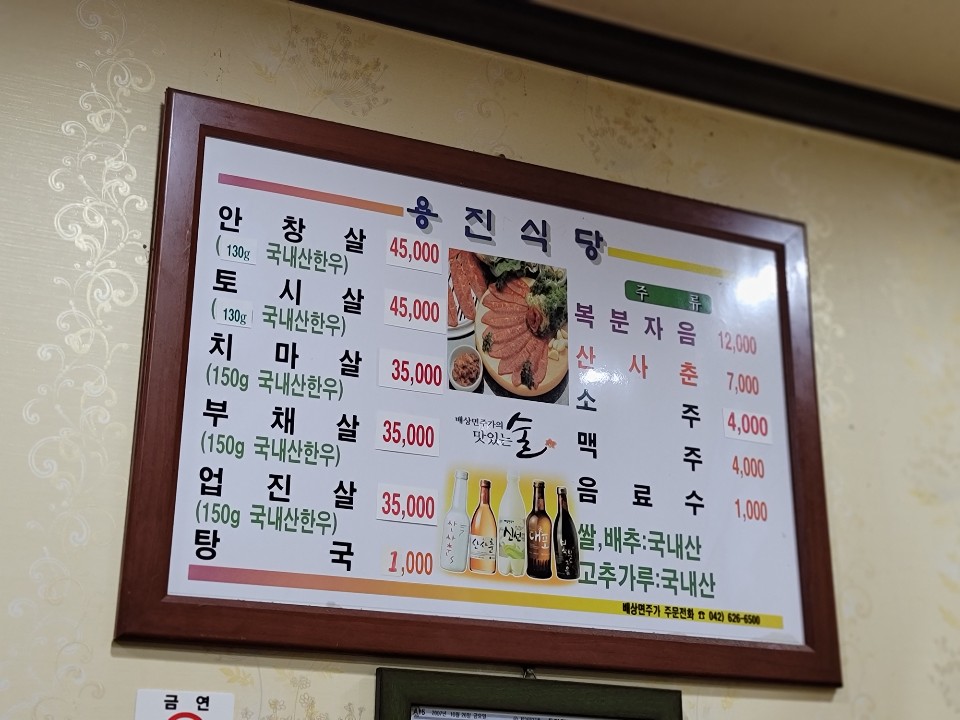 용진식당
안창살 45,000
(130g 국내산한우)
토시살 45,000
(130g 국내산한우)
치마살 35,000
(150g 국내산한우)
부채살 35,000
(150g 국내산한우)
업진살 35,000
(150g 국내산한우)
탕국 1,000
배상면주가의
맛있는술
산사춘
대포
주류
복분자음 12,000
산사춘 7,000
소주 4,000
맥주 4,000
음료수 1,000
쌀,배추:국내산
고추가루:국내산
배상면주가 주문전화 ☎ 042) 626-6500
금연